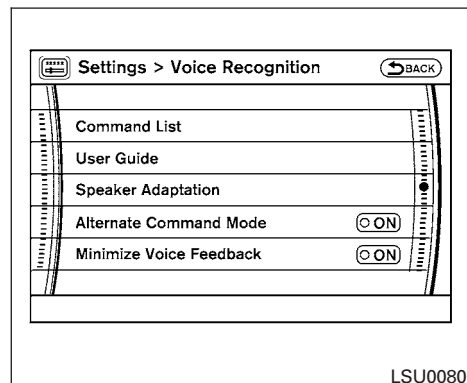 Settings > Voice Recognition
BACK
Command List
User Guide
Speaker Adaptation
Alternate Command Mode ON
Minimize Voice Feedback ON
LSU0080